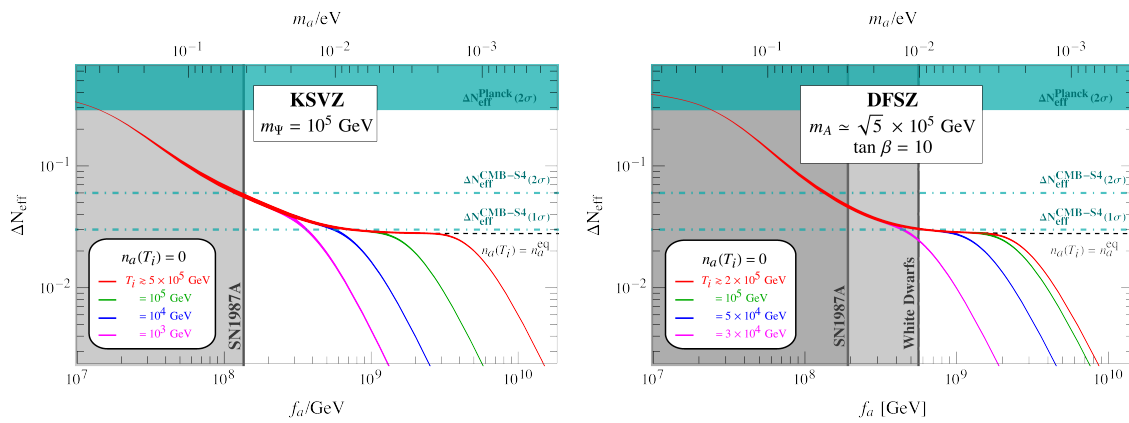 m_a/eV
10^-1
10^-2
10^-3
ΔN_eff^Planck(2σ)
KSVZ
m_Ψ = 10^5 GeV
10^-1
ΔN_eff^CMB−S4(2σ)
ΔN_eff^CMB−S4(1σ)
n_a(T_i) = n_a^eq
ΔN_eff
n_a(T_i) = 0
T_i ≳ 5 × 10^5 GeV
= 10^5 GeV
= 10^4 GeV
= 10^3 GeV
SN1987A
10^-2
10^7
10^8
10^9
10^10
f_a/GeV
m_a/eV
10^-1
10^-2
10^-3
ΔN_eff^Planck(2σ)
DFSZ
m_A ≃ √5 × 10^5 GeV
tan β = 10
10^-1
ΔN_eff^CMB−S4(2σ)
ΔN_eff^CMB−S4(1σ)
n_a(T_i) = n_a^eq
ΔN_eff
n_a(T_i) = 0
T_i ≳ 2 × 10^5 GeV
= 10^5 GeV
= 5 × 10^4 GeV
= 3 × 10^4 GeV
SN1987A
White Dwarfs
10^-2
10^7
10^8
10^9
10^10
f_a [GeV]